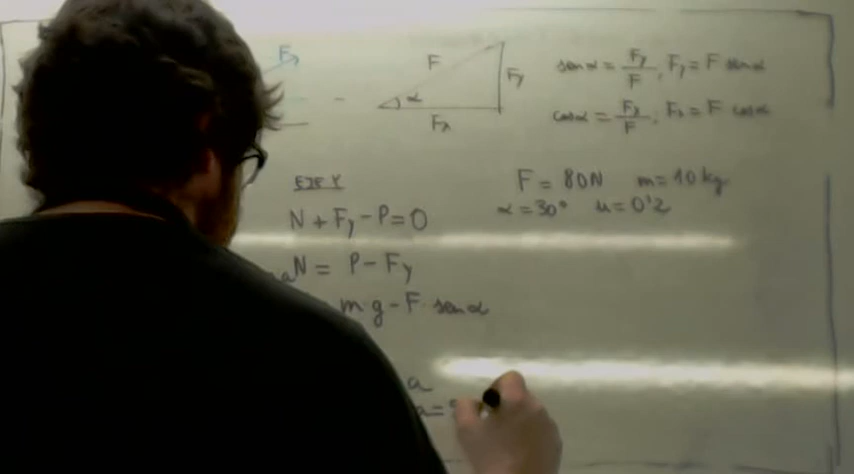 F
F
Fy
α
Fx
sen α = Fy/F, Fy = F sen α
cos α = Fx/F, Fx = F cos α
EJE Y
N + Fy - P = 0
N = P - Fy
m·g - F·sen α
a
a =
F = 80N m = 10 kg
α = 30° u = 0'2